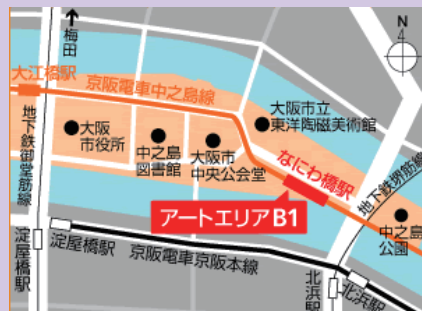 梅田
N
4
大江橋駅
京阪電車中之島線
大阪市立
東洋陶磁美術館
地下鉄御堂筋線
大阪
市役所
中之島
図書館
大阪市
中央公会堂
なにわ橋駅
地下鉄堺筋線
アートエリアB1
中之島
公園
淀屋橋駅
淀屋橋駅
京阪電車京阪本線
北浜駅
北浜駅